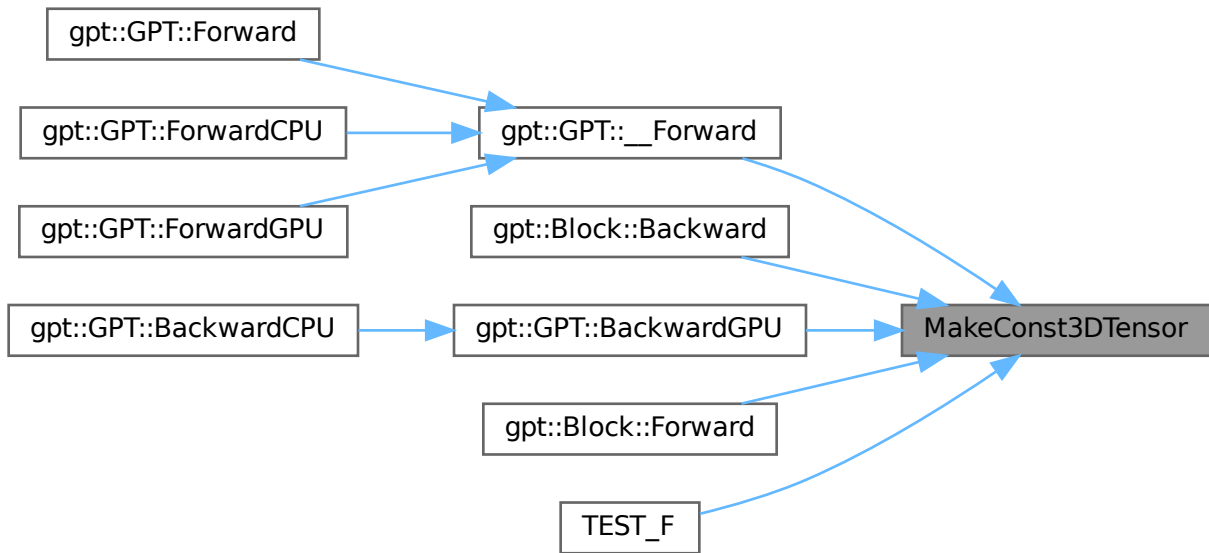 gpt::GPT::Forward
gpt::GPT::ForwardCPU
gpt::GPT::__Forward
gpt::GPT::ForwardGPU
gpt::Block::Backward
gpt::GPT::BackwardCPU
gpt::GPT::BackwardGPU
MakeConst3DTensor
gpt::Block::Forward
TEST_F